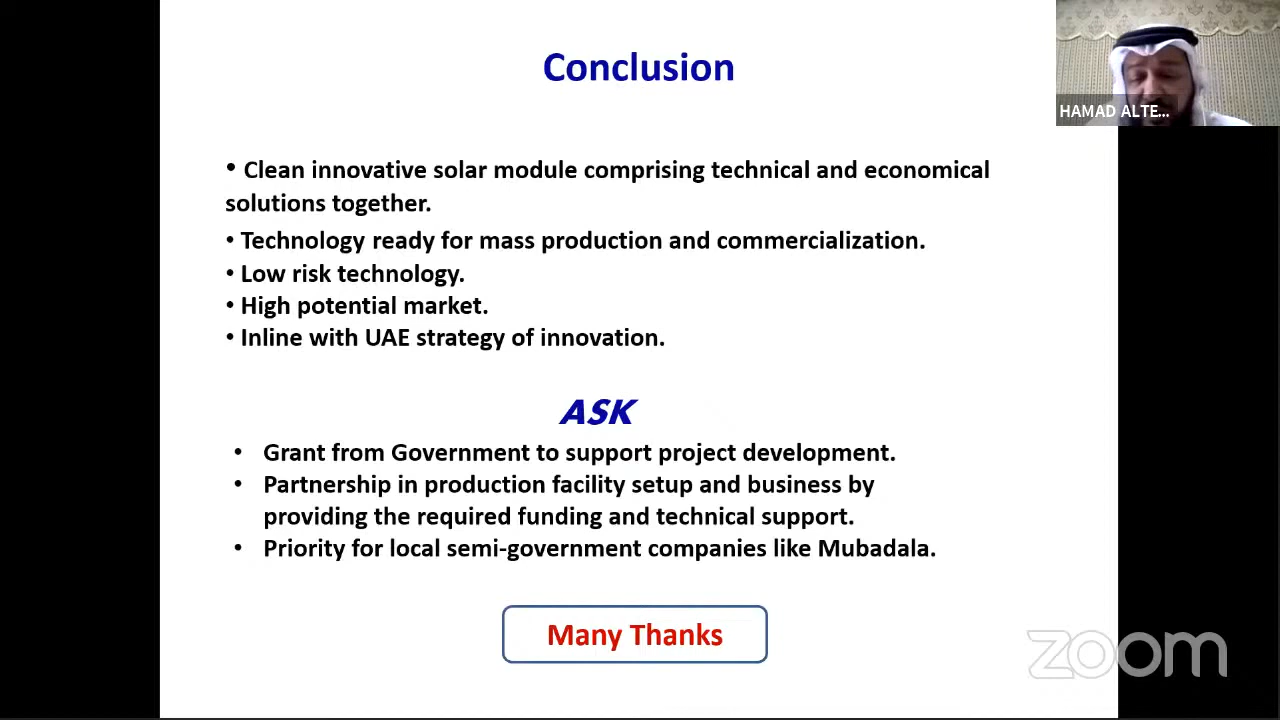 Conclusion
HAMAD ALTE...
• Clean innovative solar module comprising technical and economical
solutions together.
• Technology ready for mass production and commercialization.
• Low risk technology.
• High potential market.
• Inline with UAE strategy of innovation.
ASK
• Grant from Government to support project development.
• Partnership in production facility setup and business by
providing the required funding and technical support.
• Priority for local semi-government companies like Mubadala.
Many Thanks
zoom